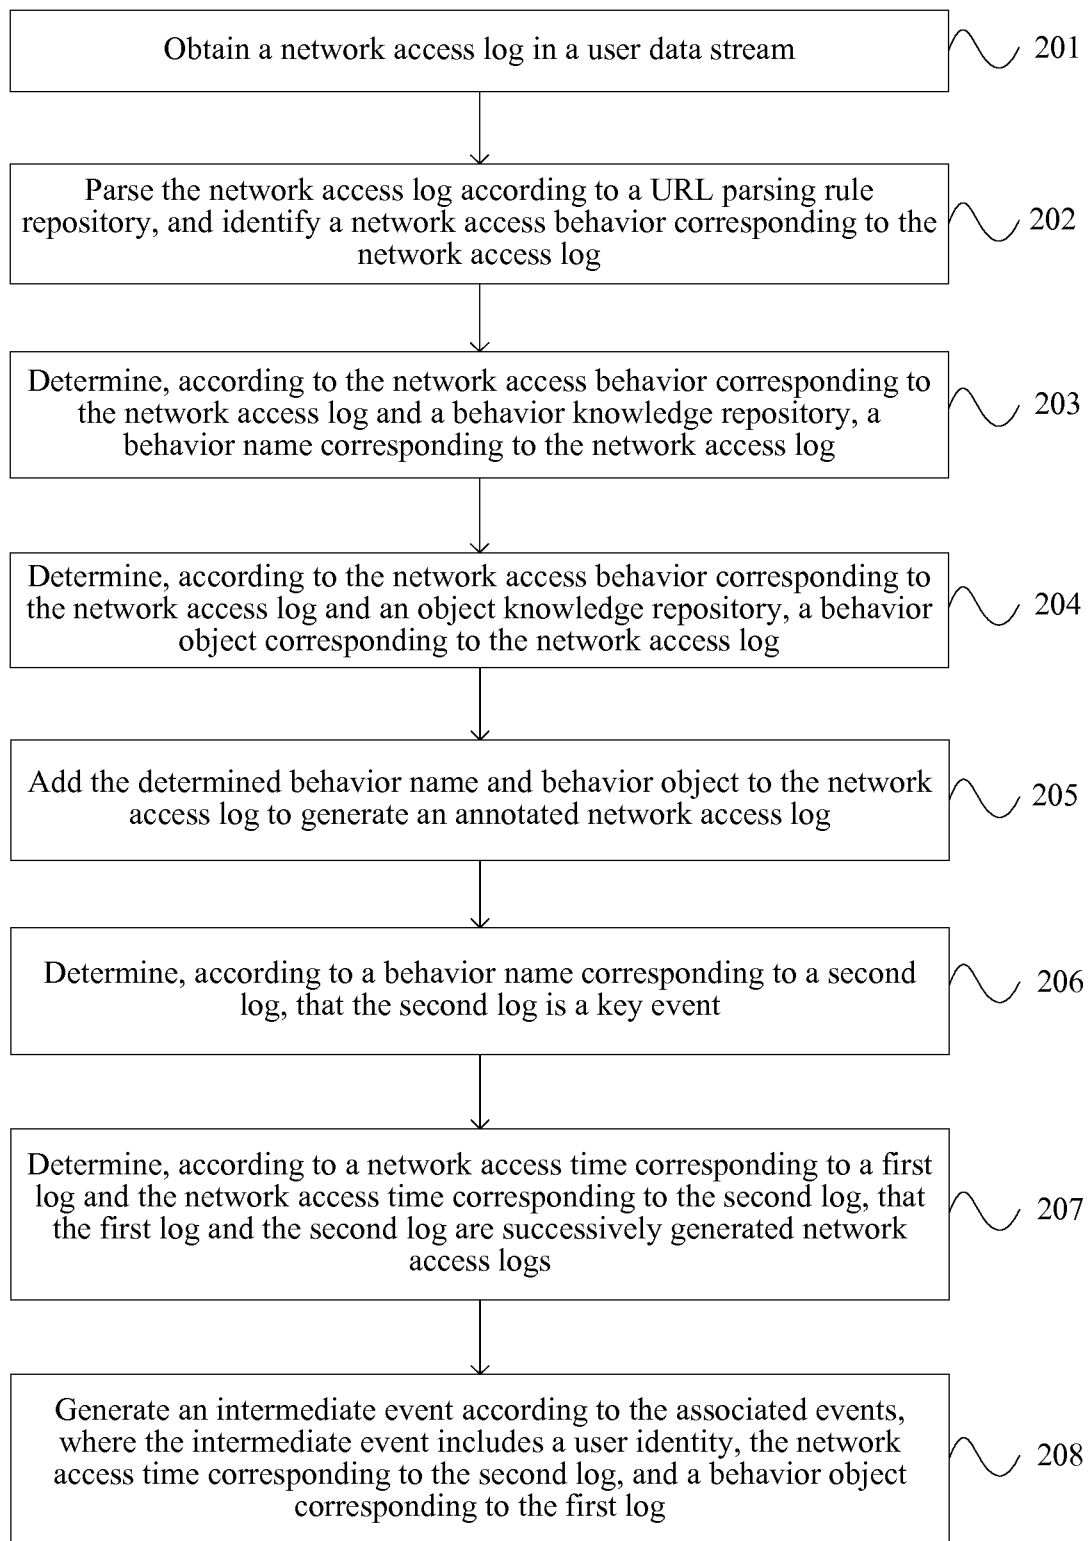 Obtain a network access log in a user data stream
201
Parse the network access log according to a URL parsing rule
repository, and identify a network access behavior corresponding to the
network access log
202
Determine, according to the network access behavior corresponding to
the network access log and a behavior knowledge repository, a
behavior name corresponding to the network access log
203
Determine, according to the network access behavior corresponding to
the network access log and an object knowledge repository, a behavior
object corresponding to the network access log
204
Add the determined behavior name and behavior object to the network
access log to generate an annotated network access log
205
Determine, according to a behavior name corresponding to a second
log, that the second log is a key event
206
Determine, according to a network access time corresponding to a first
log and the network access time corresponding to the second log, that
the first log and the second log are successively generated network
access logs
207
Generate an intermediate event according to the associated events,
where the intermediate event includes a user identity, the network
access time corresponding to the second log, and a behavior object
corresponding to the first log
208